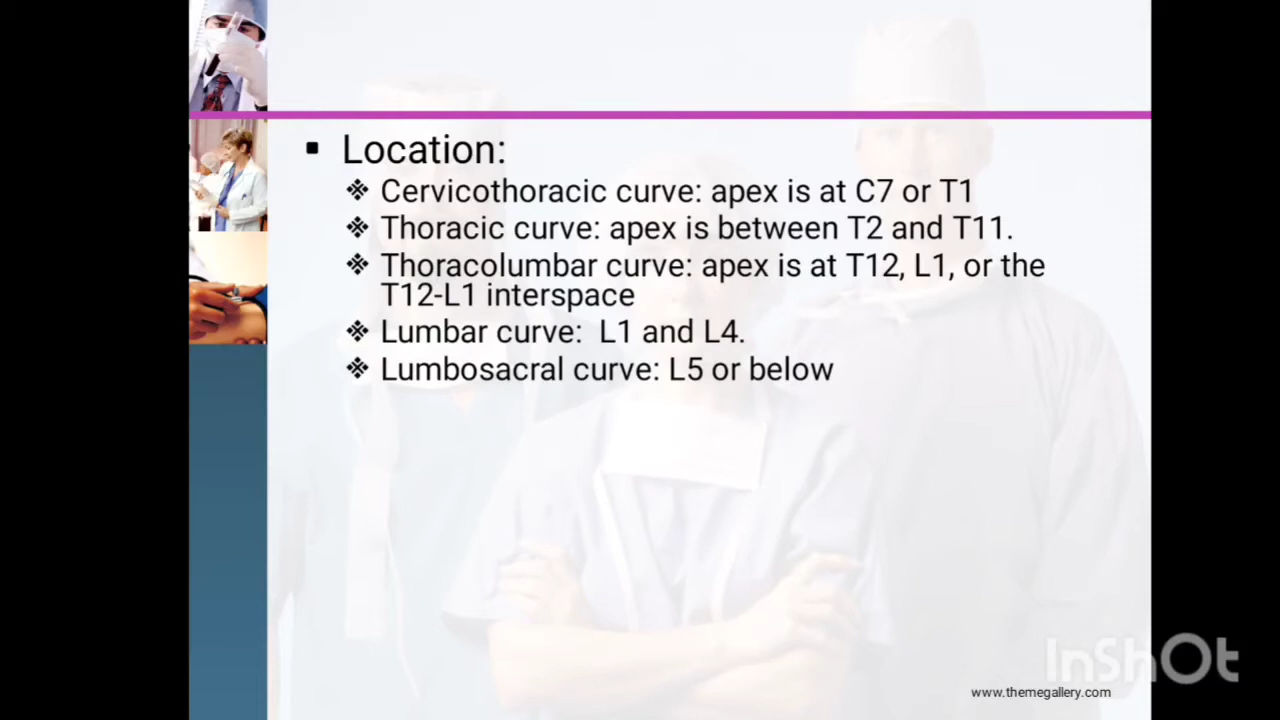 Location:
Cervicothoracic curve: apex is at C7 or T1
Thoracic curve: apex is between T2 and T11.
Thoracolumbar curve: apex is at T12, L1, or the
T12-L1 interspace
Lumbar curve:  L1 and L4.
Lumbosacral curve: L5 or below
InShOt
www.themegallery.com